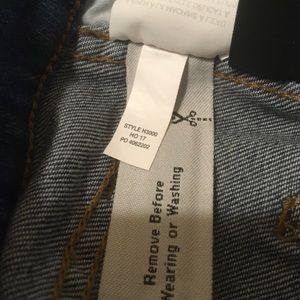 STYLE H3000
HO 17
PO 4062202
Remove Before
Wearing or Washing